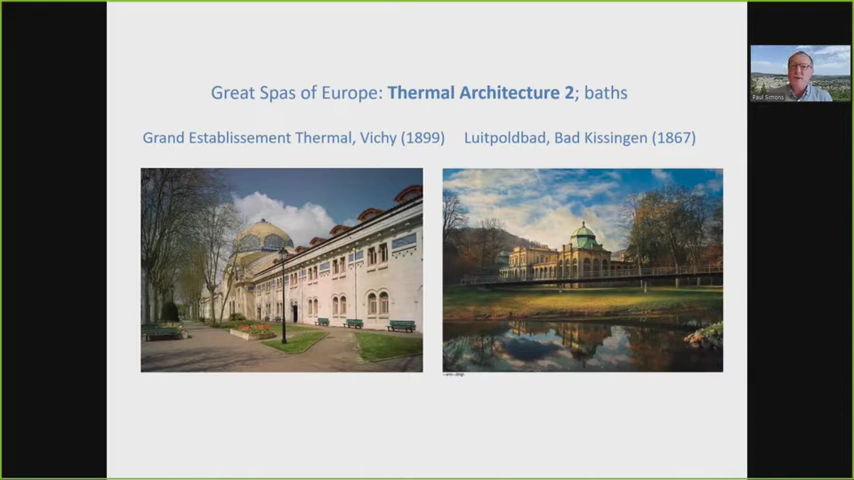 Great Spas of Europe: Thermal Architecture 2; baths
Grand Establissement Thermal, Vichy (1899) Luitpoldbad, Bad Kissingen (1867)
Paul Simons